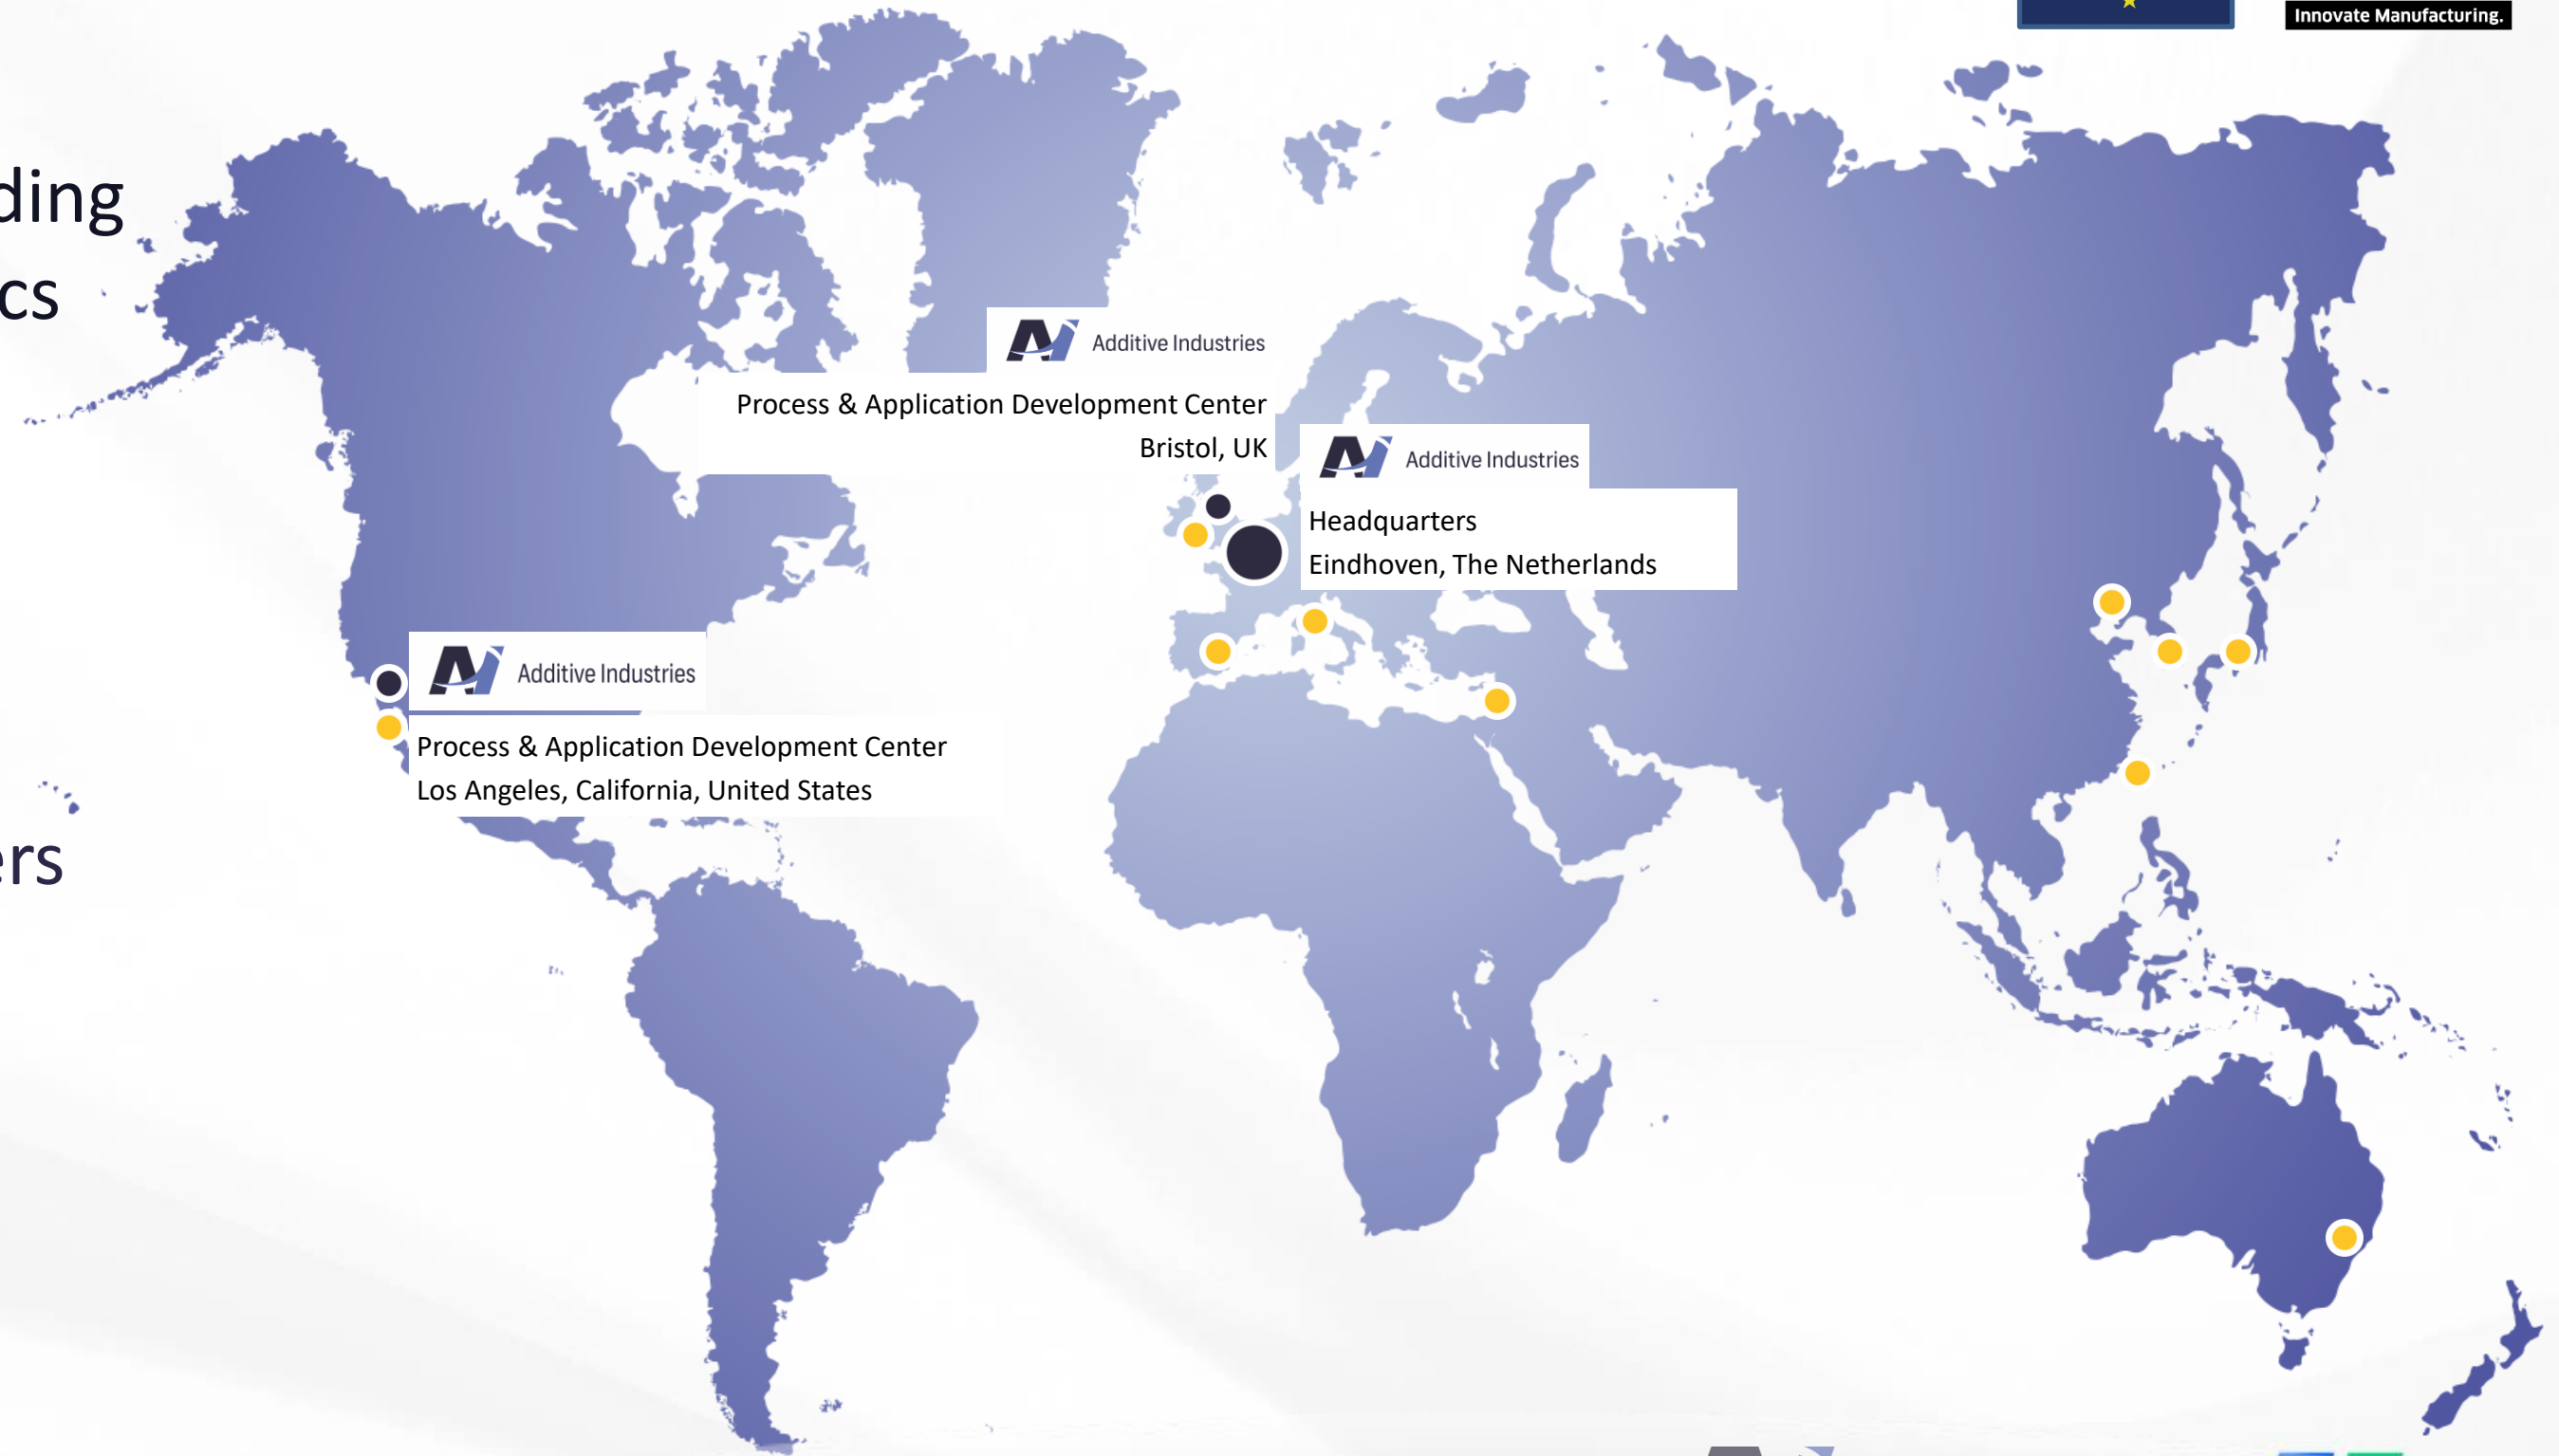 Innovate Manufacturing.
ding
cs
Additive Industries
Process & Application Development Center
Bristol, UK
Additive Industries
Headquarters
Eindhoven, The Netherlands
Additive Industries
Process & Application Development Center
Los Angeles, California, United States
ers